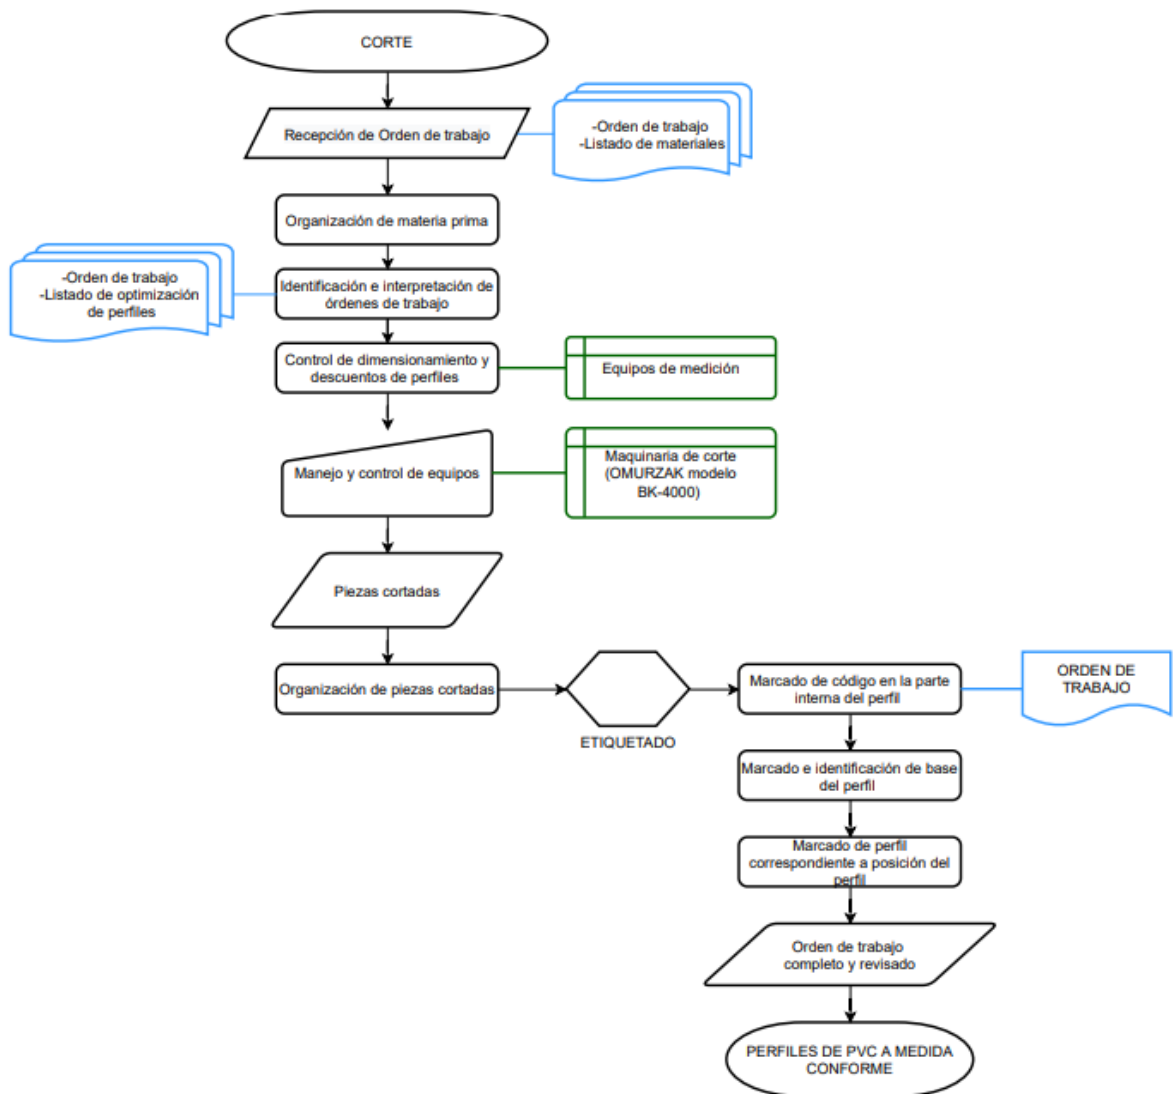 CORTE
Recepción de Orden de trabajo
-Orden de trabajo
-Listado de materiales
Organización de materia prima
-Orden de trabajo
-Listado de optimización
de perfiles
Identificación e interpretación de
órdenes de trabajo
Control de dimensionamiento y
descuentos de perfiles
Equipos de medición
Manejo y control de equipos
Maquinaria de corte
(OMURZAK modelo
BK-4000)
Piezas cortadas
Organización de piezas cortadas
ETIQUETADO
Marcado de código en la parte
interna del perfil
ORDEN DE
TRABAJO
Marcado e identificación de base
del perfil
Marcado de perfil
correspondiente a posición del
perfil
Orden de trabajo
completo y revisado
PERFILES DE PVC A MEDIDA
CONFORME